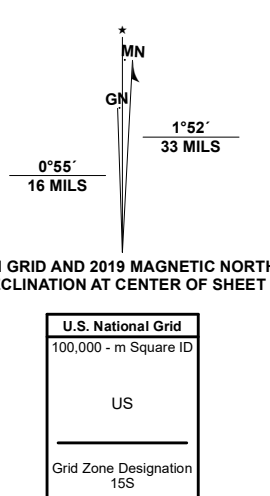 ★
MN
GN
1°52´
33 MILS
0°55´
16 MILS
GRID AND 2019 MAGNETIC NORTH
CLINATION AT CENTER OF SHEET
U.S. National Grid
100,000 - m Square ID
US
Grid Zone Designation
15S